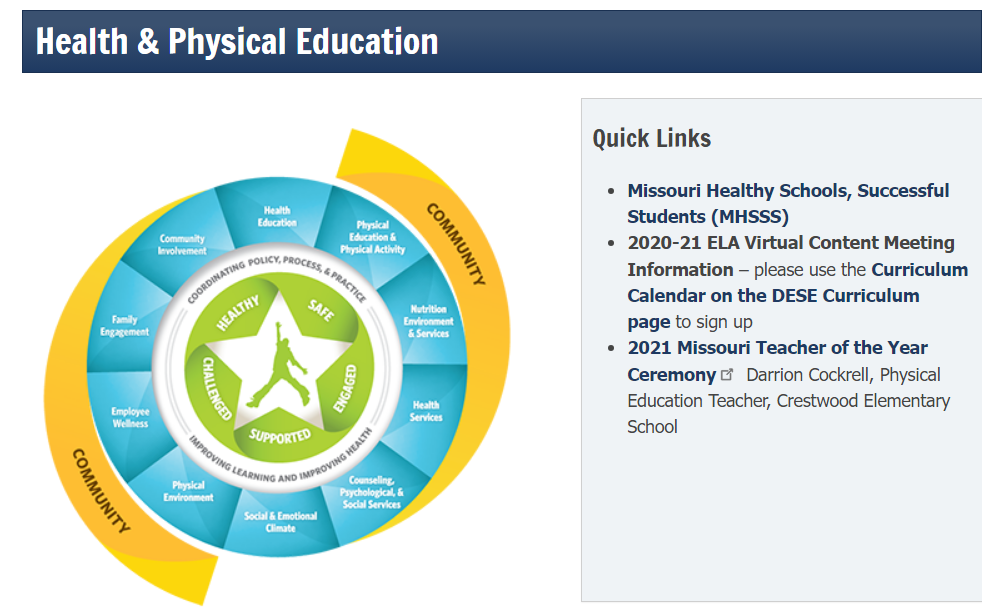 Health & Physical Education
COMMUNITY
Health
Education
Physical
Education &
Physical Activity
Nutrition
Environment
& Services
Health
Services
Counseling,
Psychological, &
Social Services
Social & Emotional
Climate
Physical
Environment
Employee
Wellness
Family
Engagement
Community
Involvement
COORDINATING POLICY, PROCESS, & PRACTICE
IMPROVING LEARNING AND IMPROVING HEALTH
HEALTHY
SAFE
ENGAGED
SUPPORTED
CHALLENGED
COMMUNITY
Quick Links
• Missouri Healthy Schools, Successful
Students (MHSSS)
• 2020-21 ELA Virtual Content Meeting
Information – please use the Curriculum
Calendar on the DESE Curriculum
page to sign up
• 2021 Missouri Teacher of the Year
Ceremony Darrion Cockrell, Physical
Education Teacher, Crestwood Elementary
School